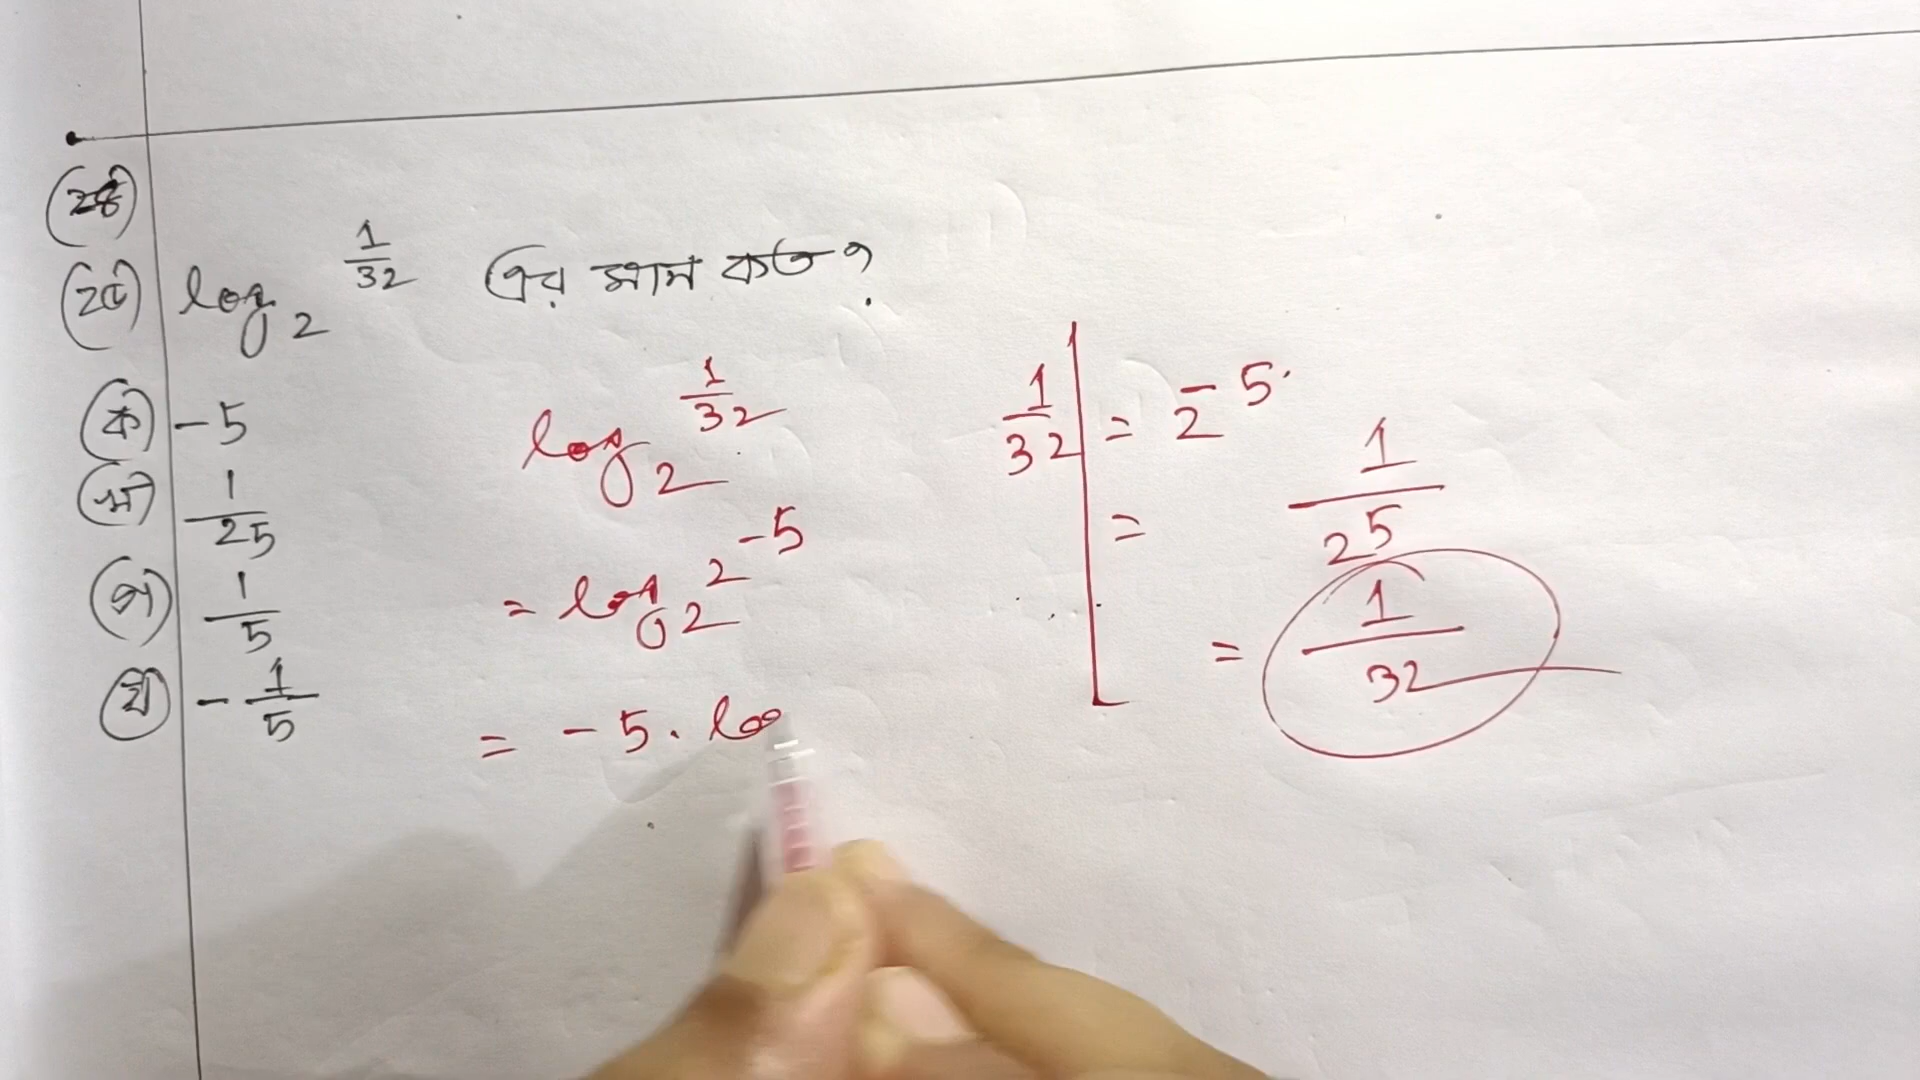 ২৪
২৫ log₂ 1/32 এর মান কত?
ক -5
খ 1/25
গ 1/5
ঘ -1/5
log₂ 1/32
= log₂ 2⁻⁵
= -5. lo
1/32 = 2⁻⁵
= 1/2⁵
= 1/32